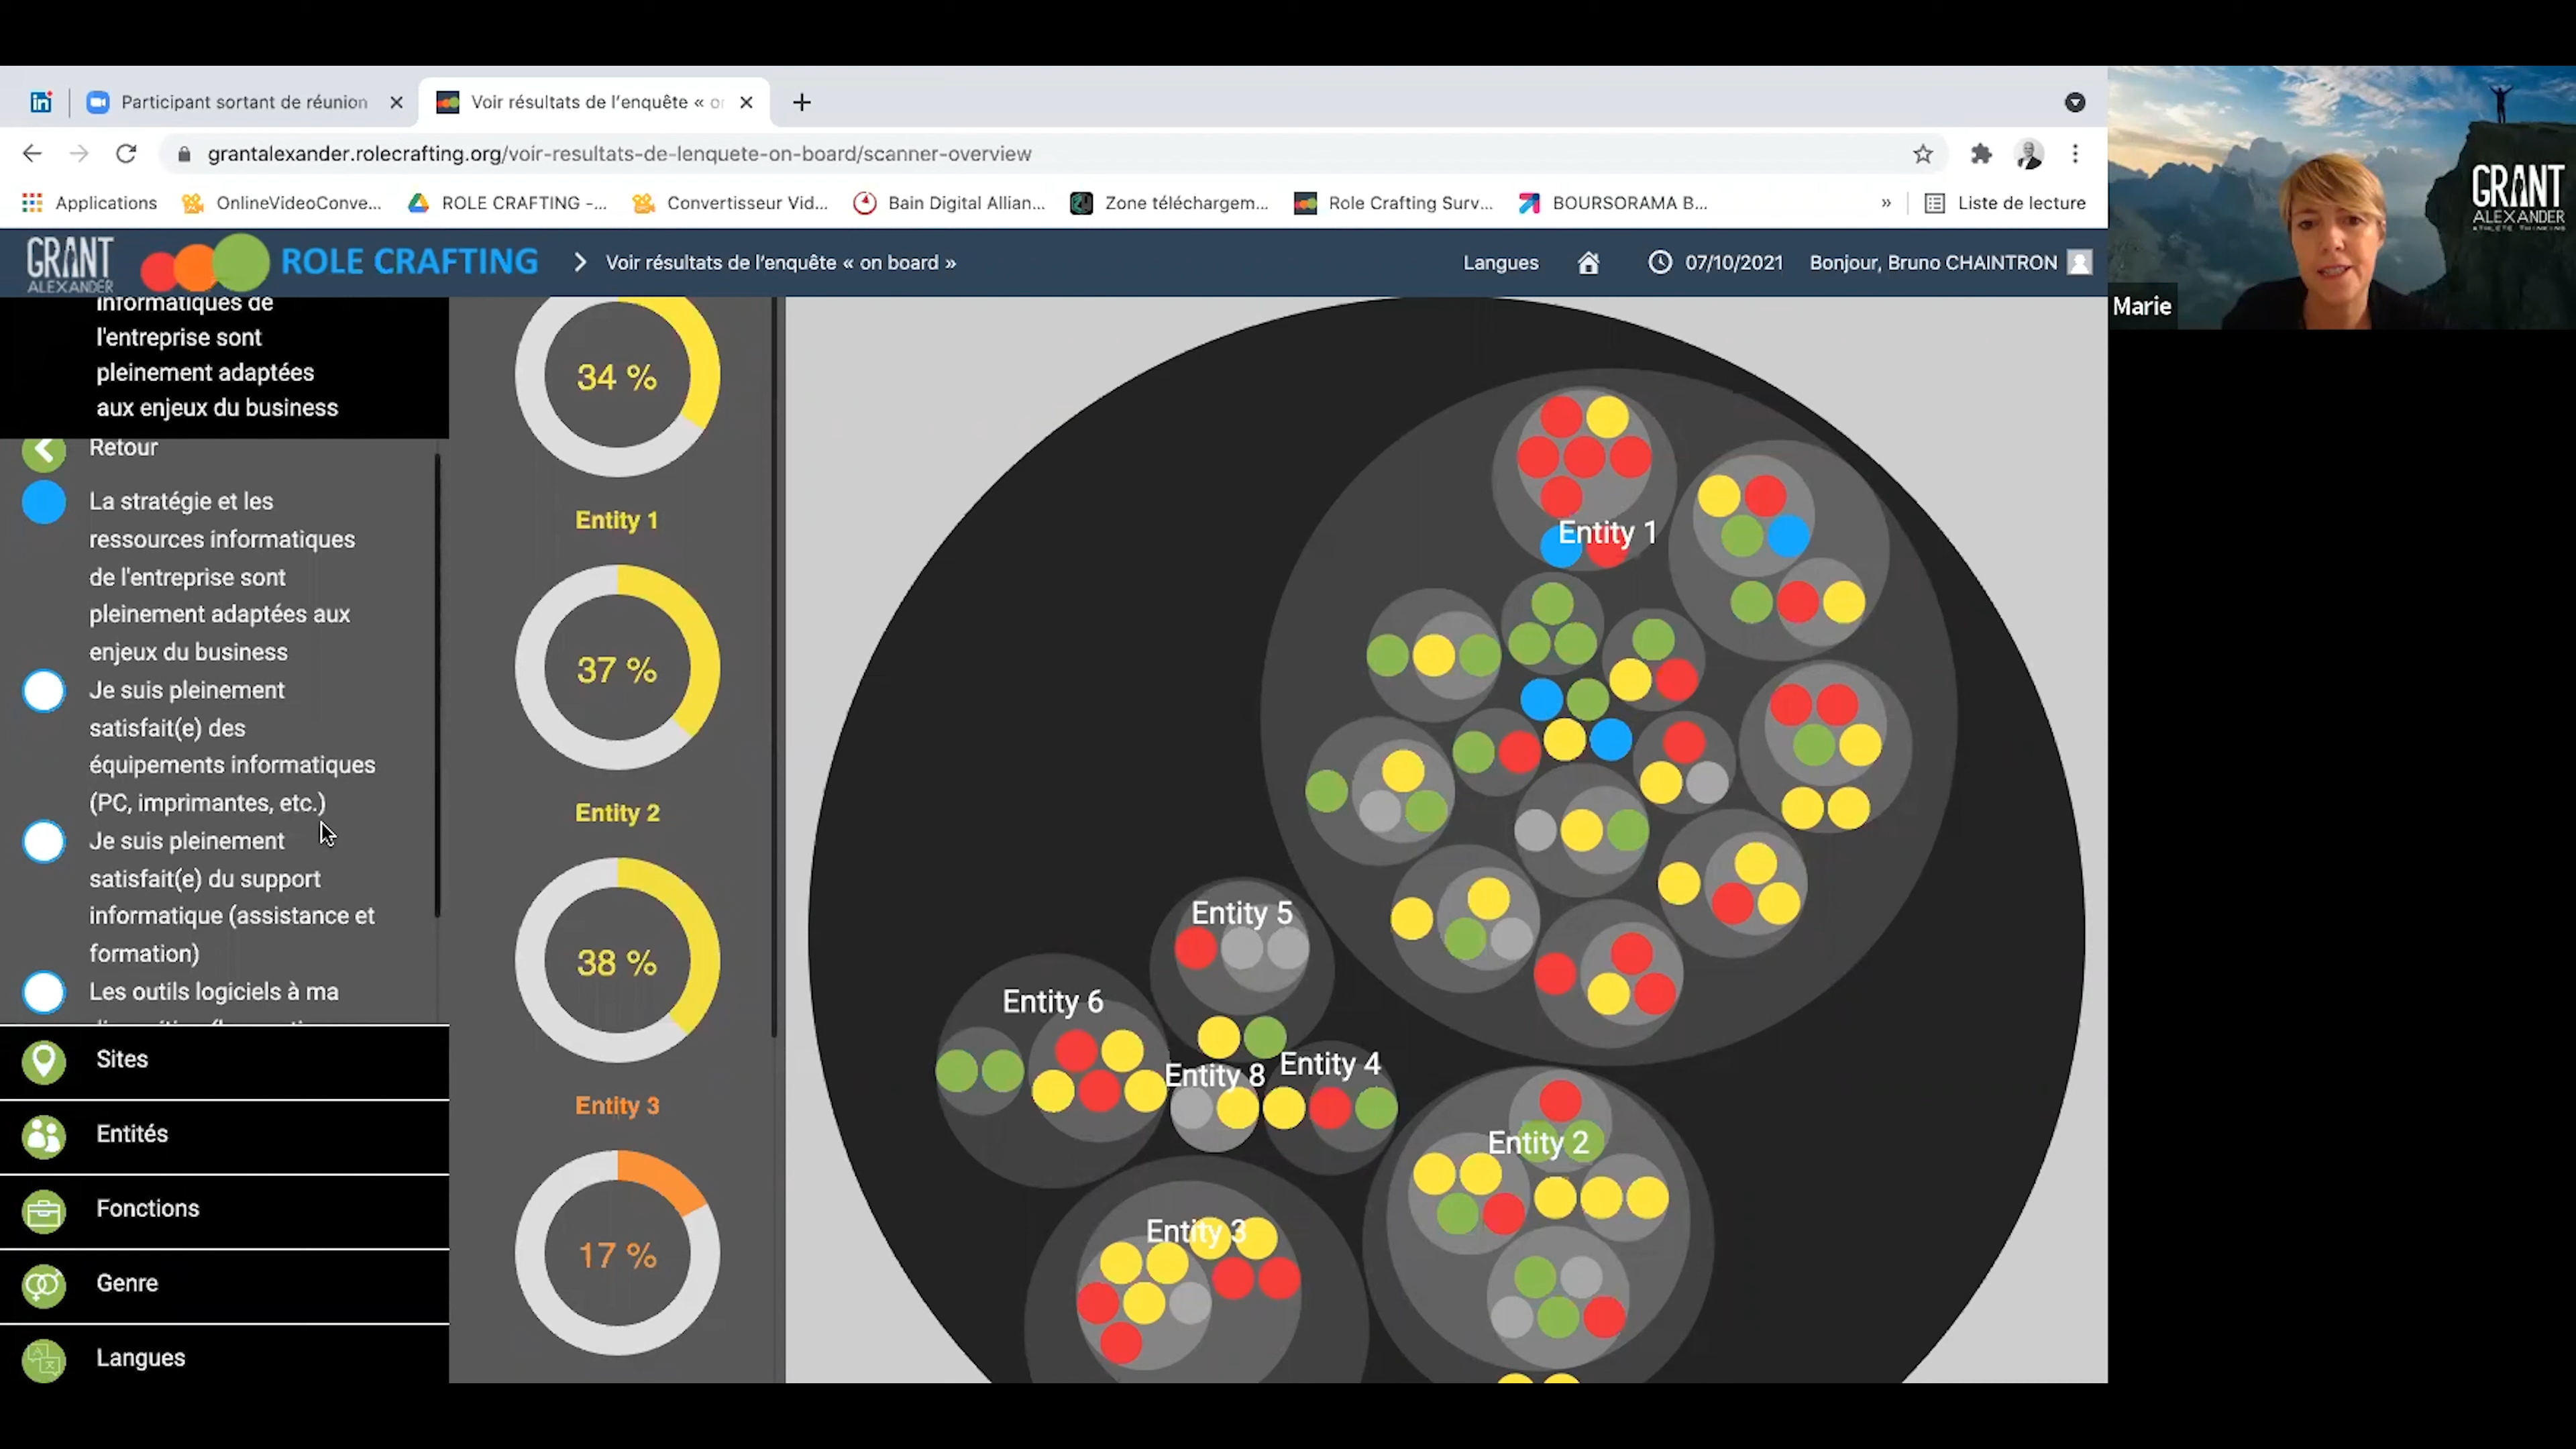 Participant sortant de réunion
Voir résultats de l'enquête « o
grantalexander.rolecrafting.org/voir-resultats-de-lenquete-on-board/scanner-overview
Applications
OnlineVideoConve...
ROLE CRAFTING -...
Convertisseur Vid...
Bain Digital Allian...
Zone téléchargem...
Role Crafting Surv...
BOURSORAMA B...
»
Liste de lecture
GRANT
ALEXANDER
ROLE CRAFTING
Voir résultats de l'enquête « on board »
Langues
07/10/2021
Bonjour, Bruno CHAINTRON
GRANT
ALEXANDER
ATHLETE THINKING
Marie
informatiques de
l'entreprise sont
pleinement adaptées
aux enjeux du business
Retour
La stratégie et les
ressources informatiques
de l'entreprise sont
pleinement adaptées aux
enjeux du business
Je suis pleinement
satisfait(e) des
équipements informatiques
(PC, imprimantes, etc.)
Je suis pleinement
satisfait(e) du support
informatique (assistance et
formation)
Les outils logiciels à ma
Sites
Entités
Fonctions
Genre
Langues
34 %
Entity 1
37 %
Entity 2
38 %
Entity 3
17 %
Entity 1
Entity 5
Entity 6
Entity 8
Entity 4
Entity 2
Entity 3